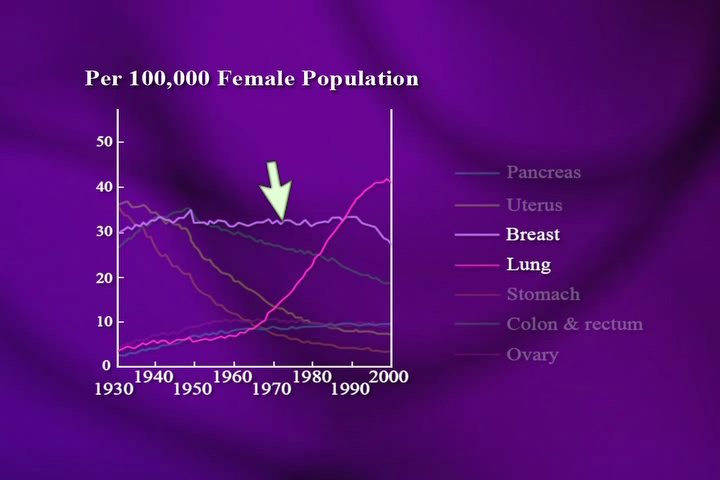 Per 100,000 Female Population
50
40
30
20
10
0
1930 1940 1950 1960 1970 1980 1990 2000
Pancreas
Uterus
Breast
Lung
Stomach
Colon & rectum
Ovary